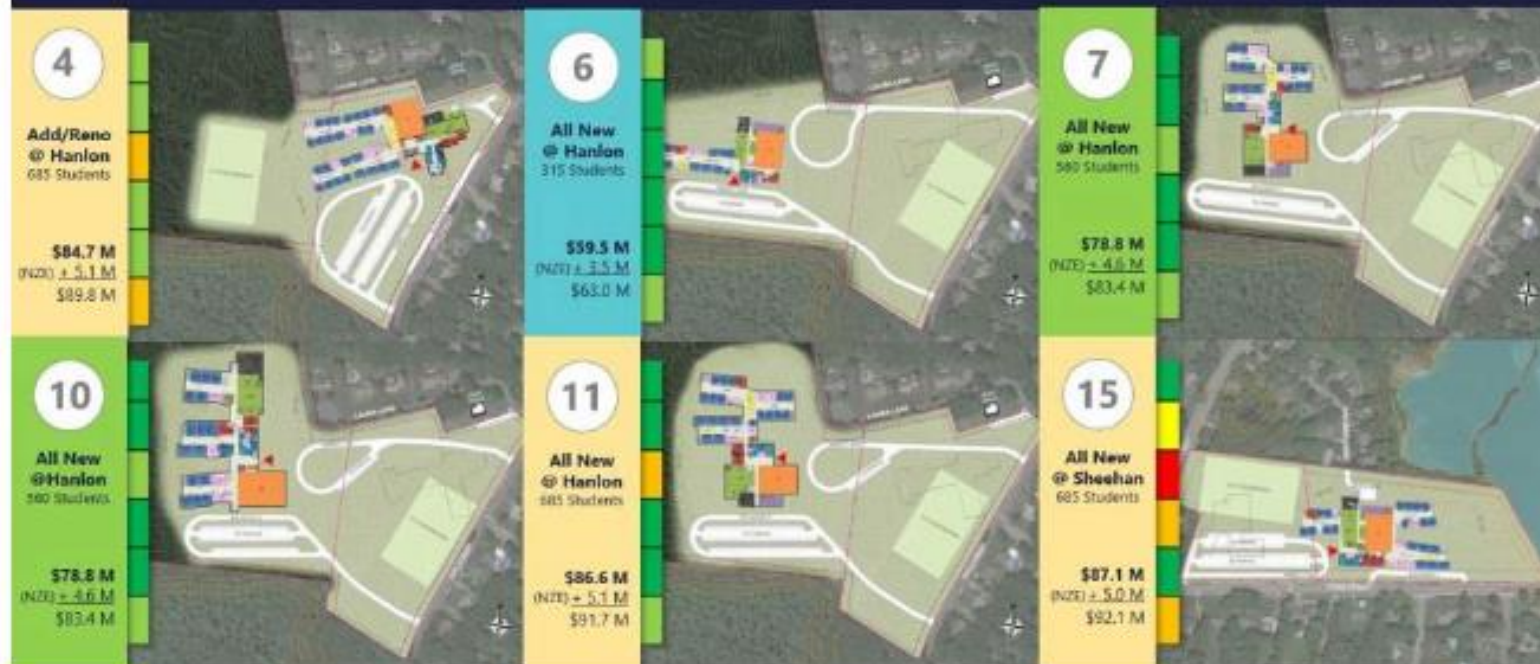 4
Add/Reno
@ Hanlon
685 Students
$84.7 M
(NZE) + 5.1 M
$89.8 M
6
All New
@ Hanlon
315 Students
$59.5 M
(NZE) + 3.5 M
$63.0 M
7
All New
@ Hanlon
560 Students
$78.8 M
(NZE) + 4.6 M
$83.4 M
10
All New
@Hanlon
560 Students
$78.8 M
(NZE) + 4.6 M
$83.4 M
11
All New
@ Hanlon
685 Students
$86.6 M
(NZE) + 5.1 M
$91.7 M
15
All New
@ Sheehan
685 Students
$87.1 M
(NZE) + 5.0 M
$92.1 M